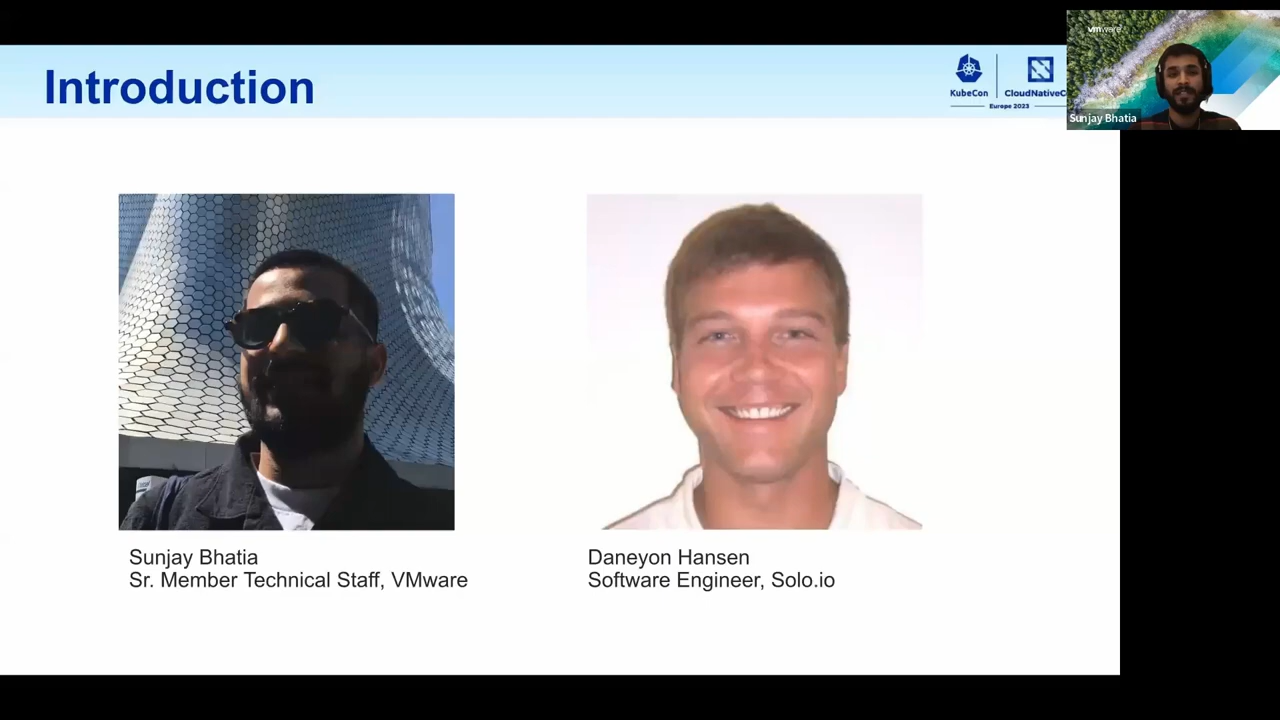 Introduction
KubeCon
CloudNativeC
Europe 2023
vmware
Sunjay Bhatia
Sunjay Bhatia
Sr. Member Technical Staff, VMware
Daneyon Hansen
Software Engineer, Solo.io